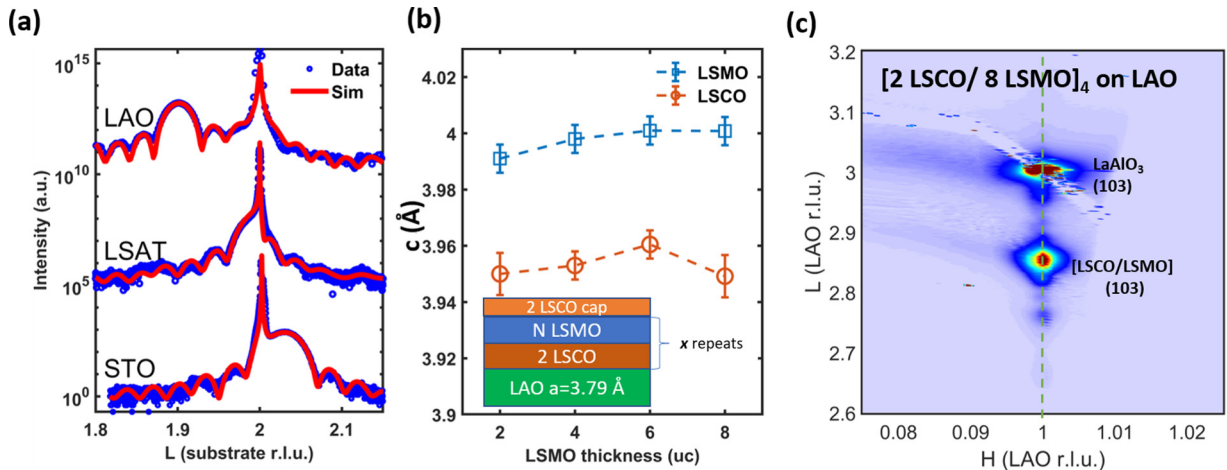 (a)
10^15
10^10
10^5
10^0
Intensity (a.u.)
LAO
LSAT
STO
Data
Sim
1.8
1.9
2
2.1
L (substrate r.l.u.)
(b)
4.02
4
3.98
3.96
3.94
3.92
3.9
c (Å)
LSMO
LSCO
2 LSCO cap
N LSMO
2 LSCO
x repeats
LAO a=3.79 Å
2
4
6
8
LSMO thickness (uc)
(c)
[2 LSCO/ 8 LSMO]4 on LAO
3.2
3.1
3
2.9
2.8
2.7
2.6
L (LAO r.l.u.)
LaAlO3
(103)
[LSCO/LSMO]
(103)
0.08
0.09
1
1.01
1.02
H (LAO r.l.u.)